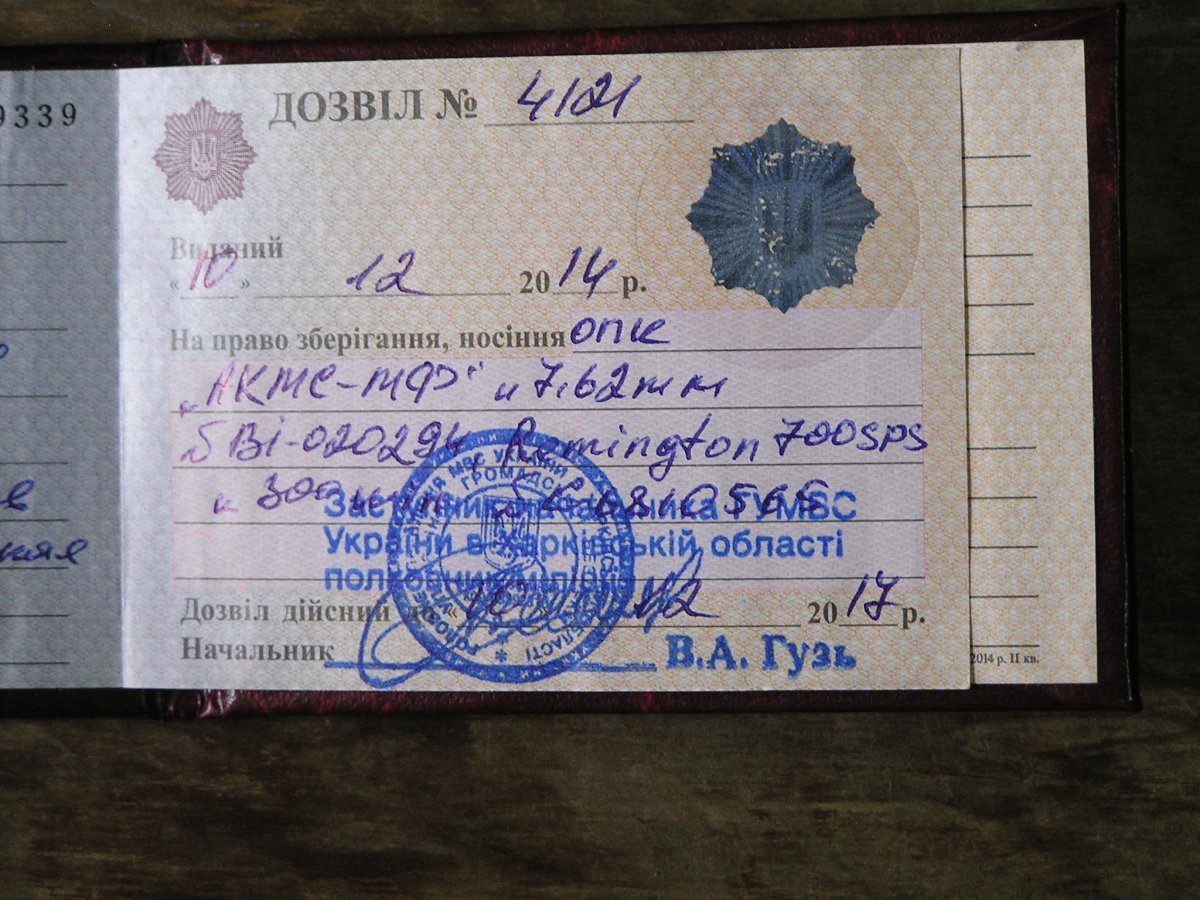 9339
ДОЗВІЛ № 4121
Виданий
«10» 12 2014 р.
На право зберігання, носіння опк
„АКМС-МФ" к 7,62мм
БВІ-020294, Remington 700SPS
к 300
Заступник начальника ГУМВС
України в Харківській області
полковник міліції
Дозвіл дійсний до «10» 12 2017 р.
Начальник В.А. Гузь
2014 р. II кв.